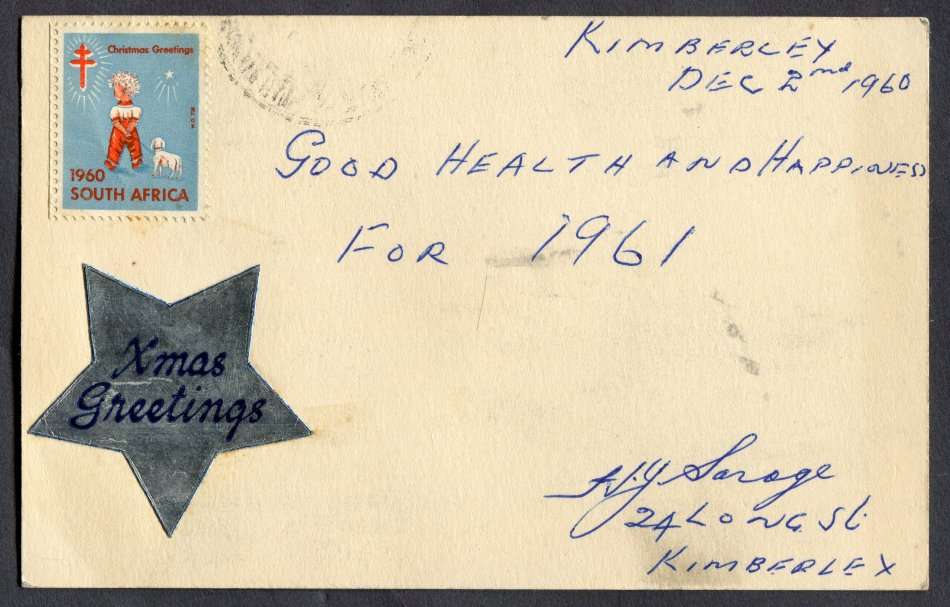 Christmas Greetings
1960
SOUTH AFRICA
KIMBERLEY
DEC 2nd 1960
GOOD HEALTH AND HAPPINESS
FOR 1961
Xmas
Greetings
24 LONG St.
KIMBERLEY